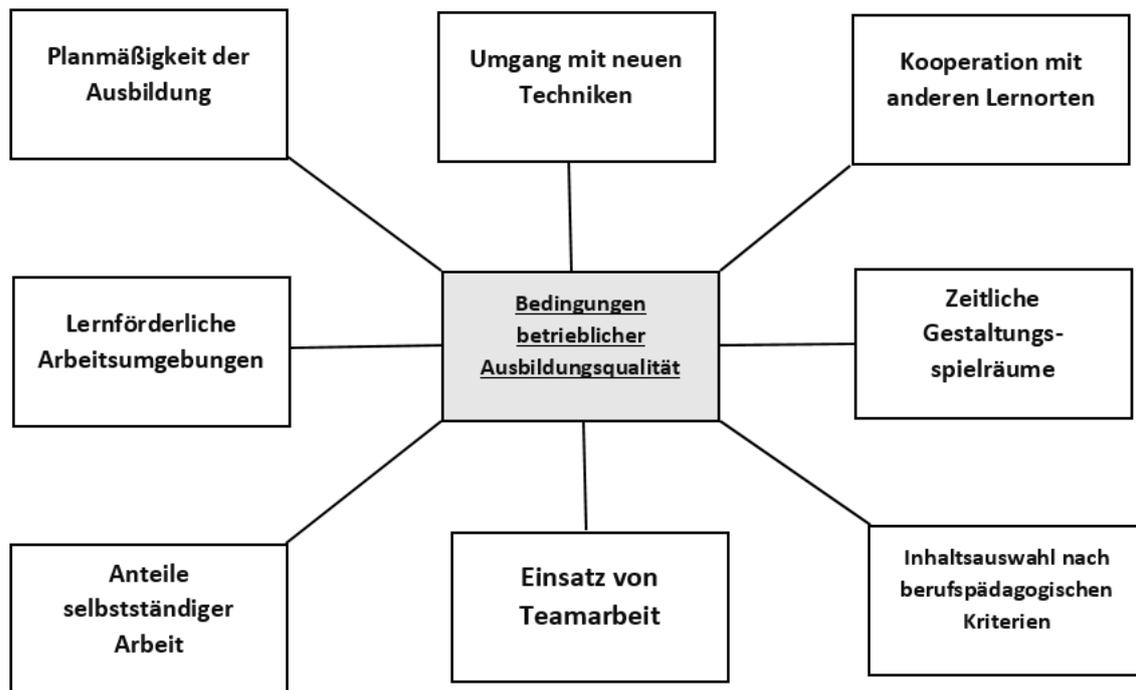 Planmäßigkeit der
Ausbildung
Umgang mit neuen
Techniken
Kooperation mit
anderen Lernorten
Lernförderliche
Arbeitsumgebungen
Bedingungen
betrieblicher
Ausbildungsqualität
Zeitliche
Gestaltungs-
spielräume
Anteile
selbstständiger
Arbeit
Einsatz von
Teamarbeit
Inhaltsauswahl nach
berufspädagogischen
Kriterien